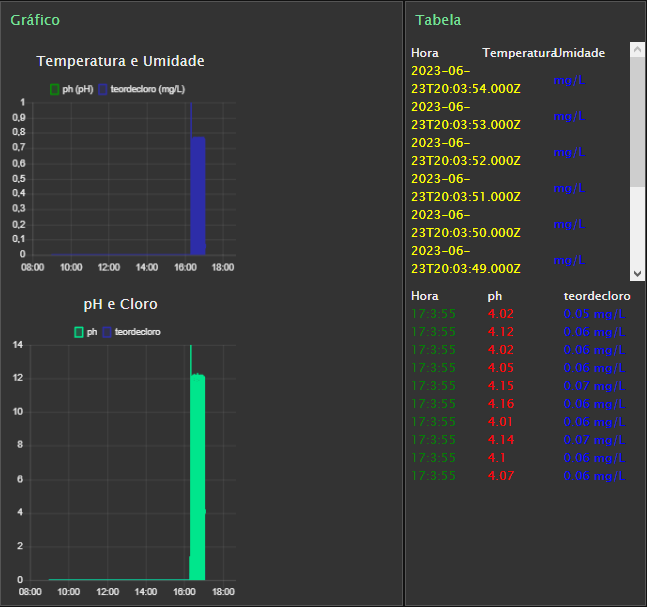 Gráfico
Temperatura e Umidade
ph (pH) teordecloro (mg/L)
1
0,9
0,8
0,7
0,6
0,5
0,4
0,3
0,2
0,1
0
08:00 10:00 12:00 14:00 16:00 18:00
pH e Cloro
ph teordecloro
14
12
10
8
6
4
2
0
08:00 10:00 12:00 14:00 16:00 18:00
Tabela
Hora Temperatura Umidade
2023-06-
23T20:03:54.000Z mg/L
2023-06-
23T20:03:53.000Z mg/L
2023-06-
23T20:03:52.000Z mg/L
2023-06-
23T20:03:51.000Z mg/L
2023-06-
23T20:03:50.000Z mg/L
2023-06-
23T20:03:49.000Z mg/L
Hora ph teordecloro
17:3:55 4.02 0.05 mg/L
17:3:55 4.12 0.06 mg/L
17:3:55 4.02 0.06 mg/L
17:3:55 4.05 0.06 mg/L
17:3:55 4.15 0.07 mg/L
17:3:55 4.16 0.06 mg/L
17:3:55 4.01 0.06 mg/L
17:3:55 4.14 0.07 mg/L
17:3:55 4.1 0.06 mg/L
17:3:55 4.07 0.06 mg/L